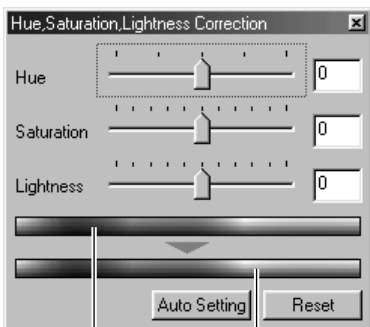 Hue,Saturation,Lightness Correction
Hue 0
Saturation 0
Lightness 0
Auto Setting Reset